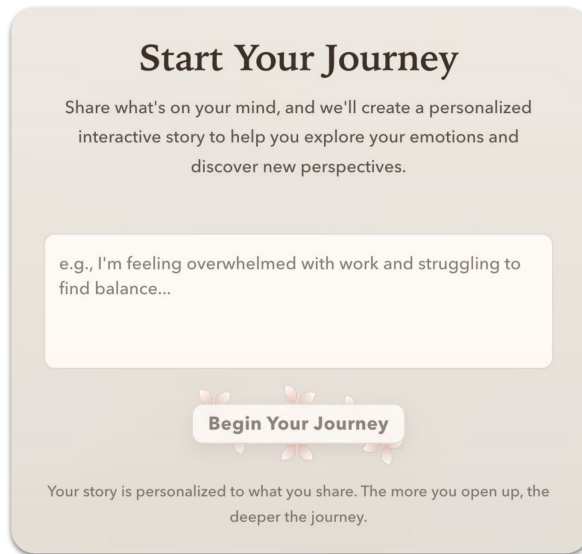 Start Your Journey
Share what's on your mind, and we'll create a personalized
interactive story to help you explore your emotions and
discover new perspectives.
e.g., I'm feeling overwhelmed with work and struggling to
find balance...
Begin Your Journey
Your story is personalized to what you share. The more you open up, the
deeper the journey.